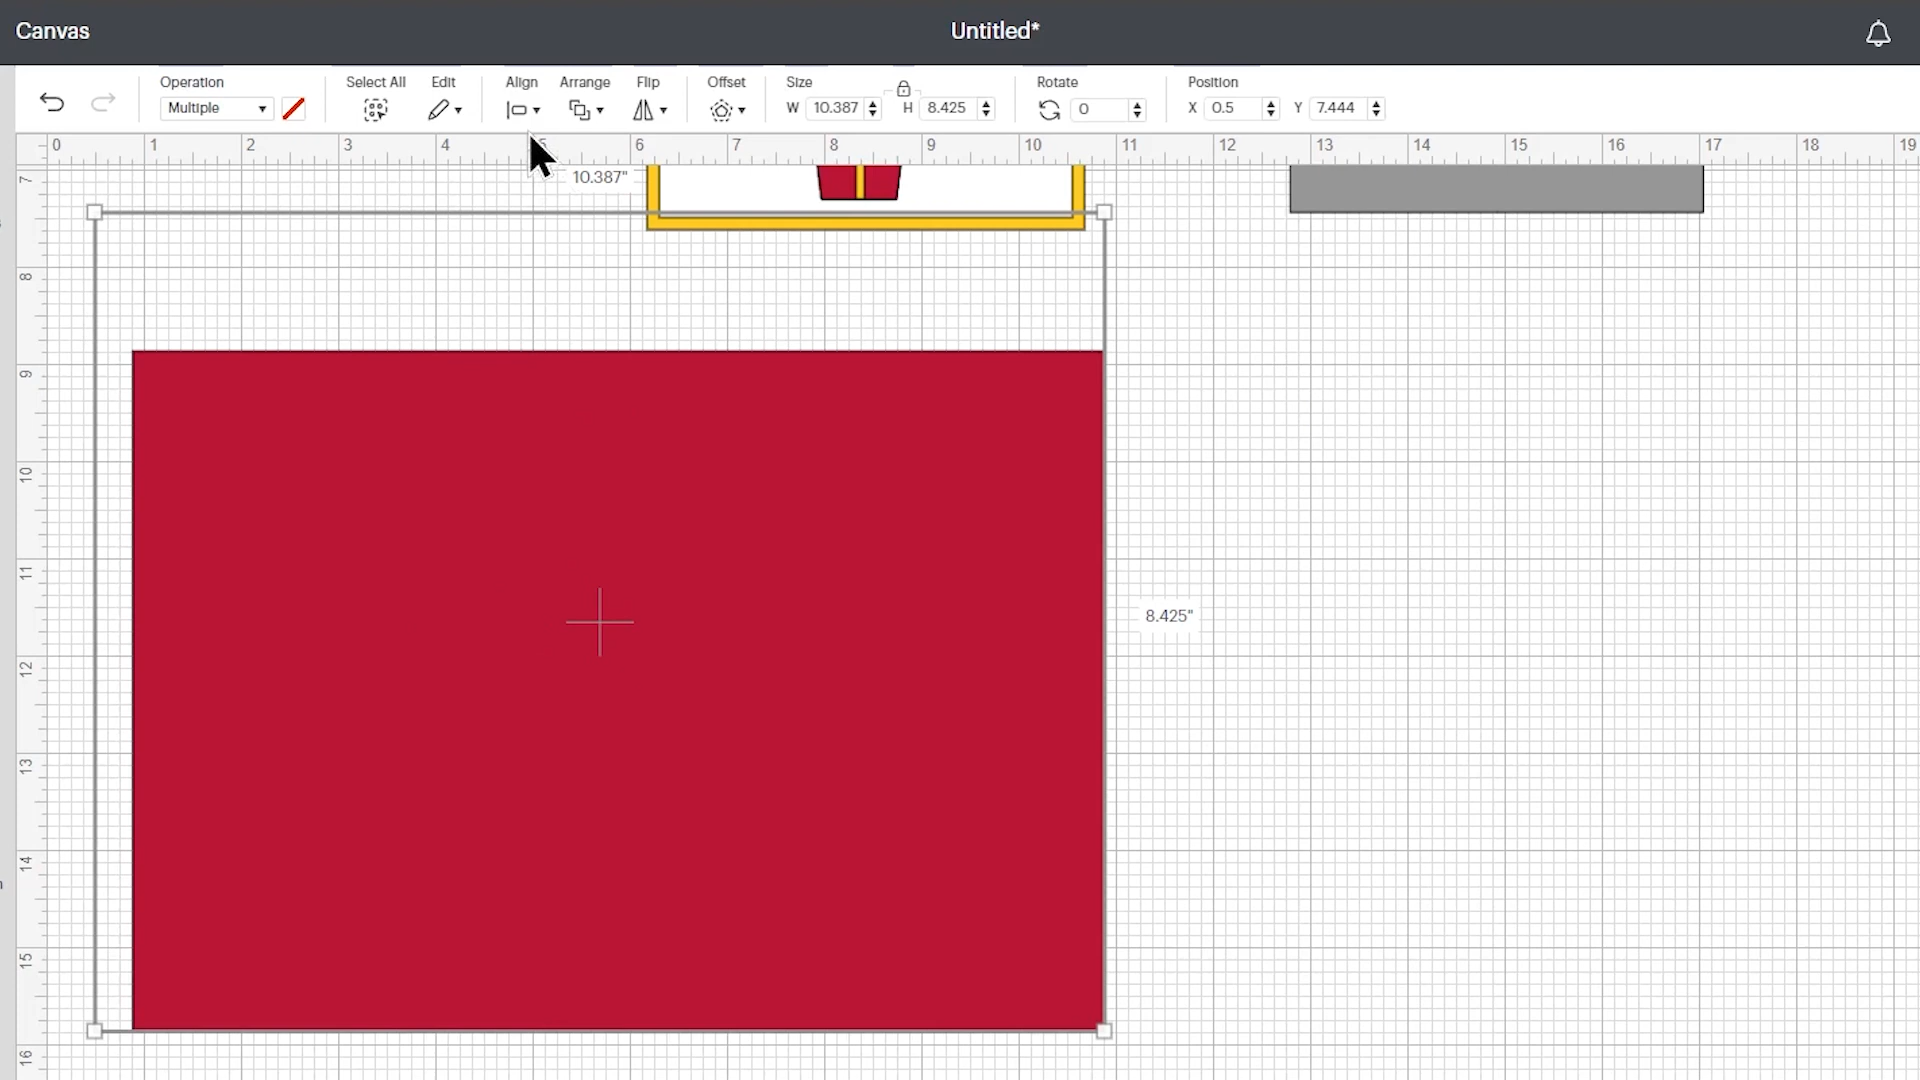 Canvas
Untitled*
Operation
Select All
Edit
Align
Arrange
Flip
Offset
Size
Rotate
Position
Multiple
W 10.387
H 8.425
0
X 0.5
Y 7.444
0 1 2 3 4 5 6 7 8 9 10 11 12 13 14 15 16 17 18 19
10.387"
7
8
9
10
11
8.425"
12
13
14
15
16